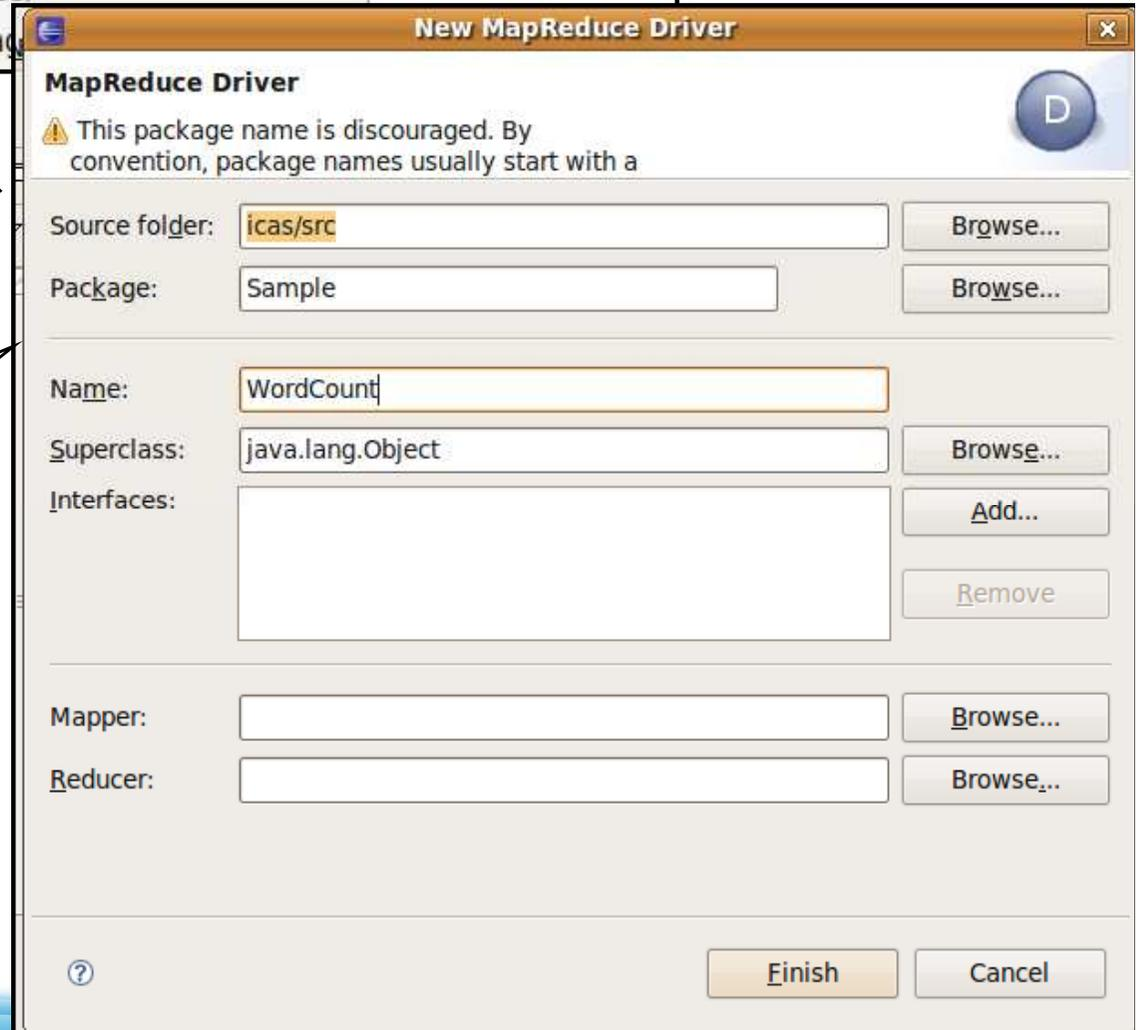 New MapReduce Driver
MapReduce Driver
This package name is discouraged. By
convention, package names usually start with a
D
Source folder: icas/src Browse...
Package: Sample Browse...
Name: WordCount
Superclass: java.lang.Object Browse...
Interfaces: Add...
Remove
Mapper: Browse...
Reducer: Browse...
? Finish Cancel